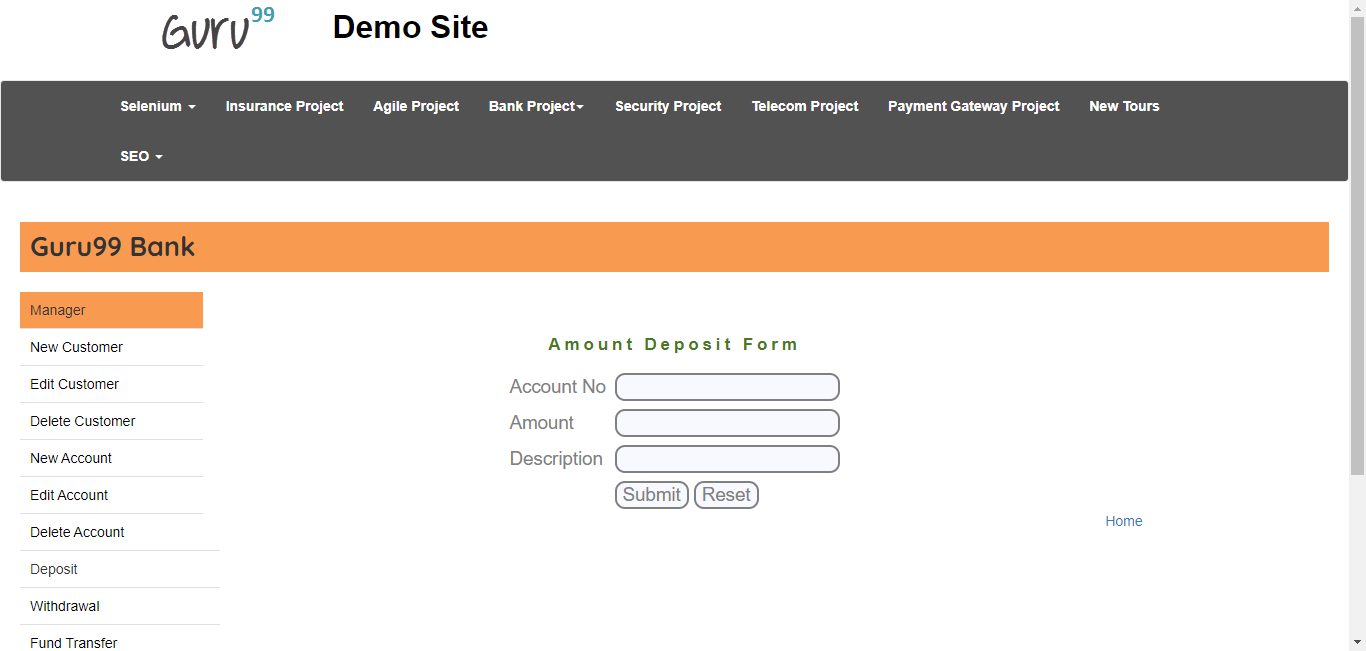 Guru99 Demo Site
Selenium Insurance Project Agile Project Bank Project Security Project Telecom Project Payment Gateway Project New Tours
SEO
Guru99 Bank
Manager
New Customer
Edit Customer
Delete Customer
New Account
Edit Account
Delete Account
Deposit
Withdrawal
Fund Transfer
Amount Deposit Form
Account No
Amount
Description
Submit Reset
Home